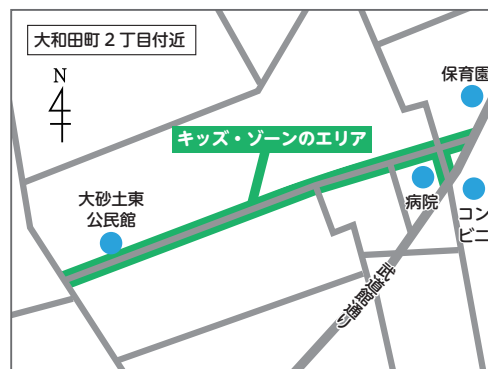 大和田町2丁目付近
N
保育園
キッズ・ゾーンのエリア
大砂土東
公民館
病院
コン
ビニ
武道館通り